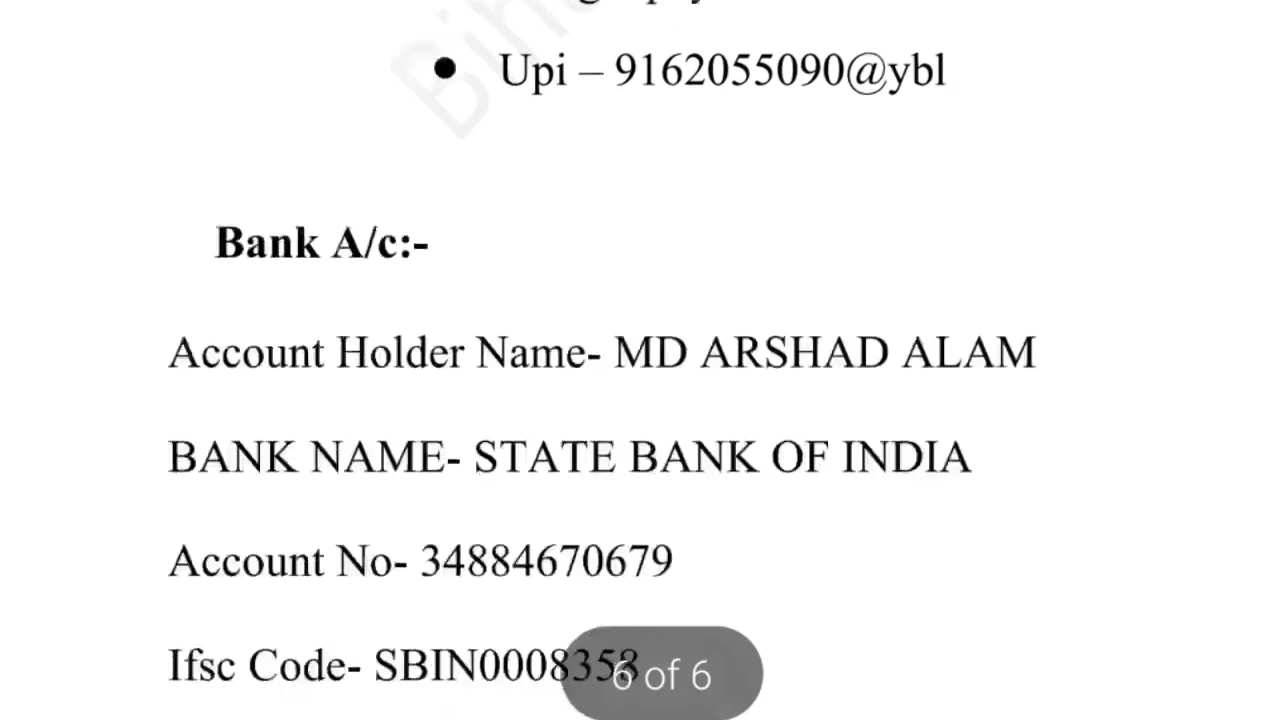 Upi – 9162055090@ybl
Bank A/c:-
Account Holder Name- MD ARSHAD ALAM
BANK NAME- STATE BANK OF INDIA
Account No- 34884670679
Ifsc Code- SBIN0008358
6 of 6